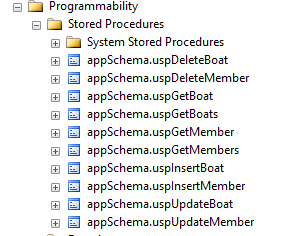 Programmability
Stored Procedures
System Stored Procedures
appSchema.uspDeleteBoat
appSchema.uspDeleteMember
appSchema.uspGetBoat
appSchema.uspGetBoats
appSchema.uspGetMember
appSchema.uspGetMembers
appSchema.uspInsertBoat
appSchema.uspInsertMember
appSchema.uspUpdateBoat
appSchema.uspUpdateMember